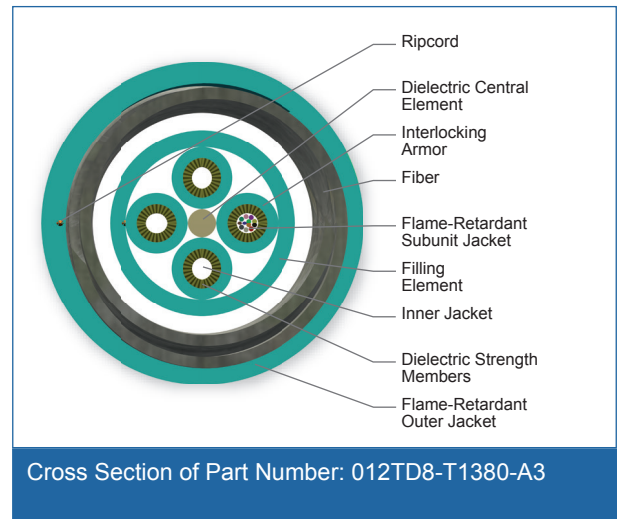 Ripcord
Dielectric Central
Element
Interlocking
Armor
Fiber
Flame-Retardant
Subunit Jacket
Filling
Element
Inner Jacket
Dielectric Strength
Members
Flame-Retardant
Outer Jacket
Cross Section of Part Number: 012TD8-T1380-A3